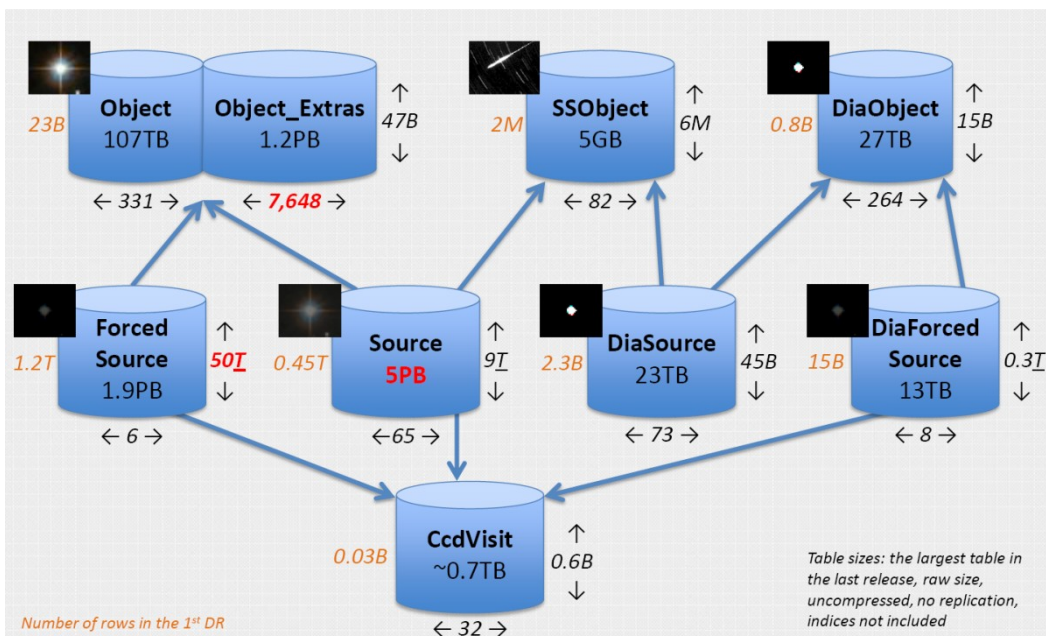 Object
107TB
23B
← 331 →
Object_Extras
1.2PB
↑
47B
↓
← 7,648 →
SSObject
5GB
2M
↑
6M
↓
← 82 →
DiaObject
27TB
0.8B
↑
15B
↓
← 264 →
Forced
Source
1.9PB
1.2T
↑
50T
↓
← 6 →
Source
5PB
0.45T
↑
9T
↓
←65 →
DiaSource
23TB
2.3B
↑
45B
↓
← 73 →
DiaForced
Source
13TB
15B
↑
0.3T
↓
← 8 →
CcdVisit
~0.7TB
0.03B
↑
0.6B
↓
← 32 →
Number of rows in the 1st DR
Table sizes: the largest table in
the last release, raw size,
uncompressed, no replication,
indices not included